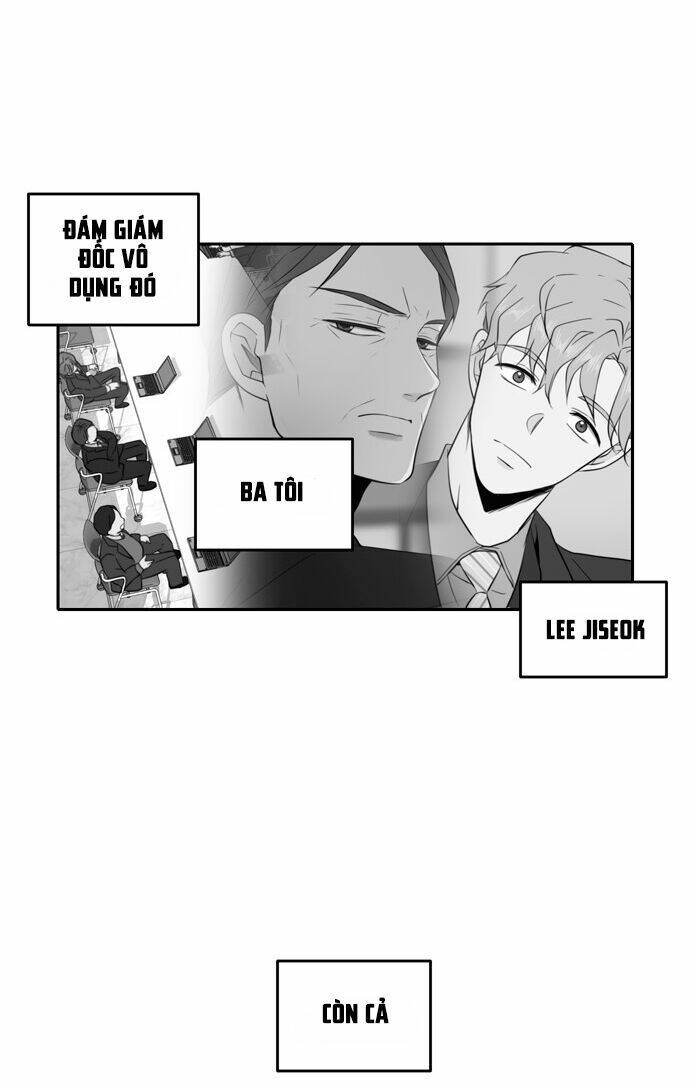 ĐÁM GIÁM
ĐỐC VÔ
DỤNG ĐÓ
BA TÔI
LEE JISEOK
CÒN CẢ